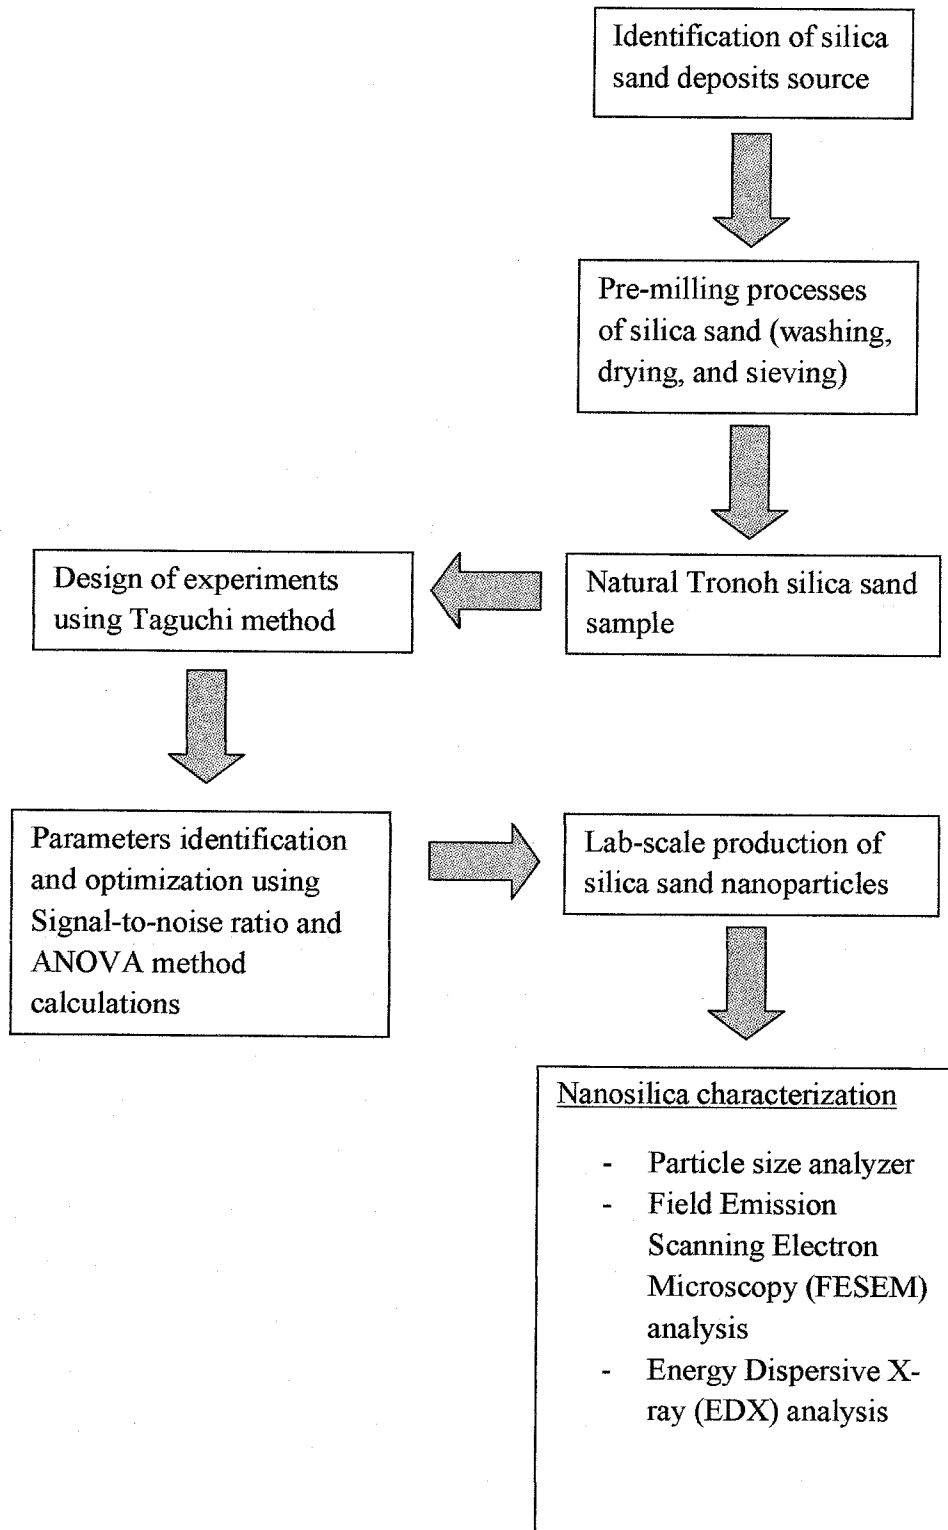 Identification of silica
sand deposits source
Pre-milling processes
of silica sand (washing,
drying, and sieving)
Natural Tronoh silica sand
sample
Design of experiments
using Taguchi method
Parameters identification
and optimization using
Signal-to-noise ratio and
ANOVA method
calculations
Lab-scale production of
silica sand nanoparticles
Nanosilica characterization
- Particle size analyzer
- Field Emission
Scanning Electron
Microscopy (FESEM)
analysis
- Energy Dispersive X-
ray (EDX) analysis